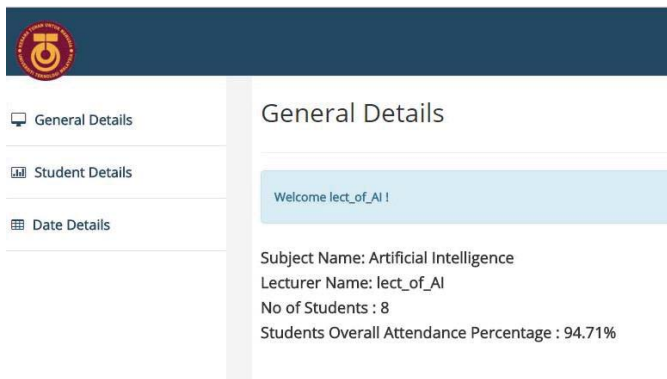 General Details
Student Details
Date Details
General Details
Welcome lect_of_AI !
Subject Name: Artificial Intelligence
Lecturer Name: lect_of_AI
No of Students : 8
Students Overall Attendance Percentage : 94.71%